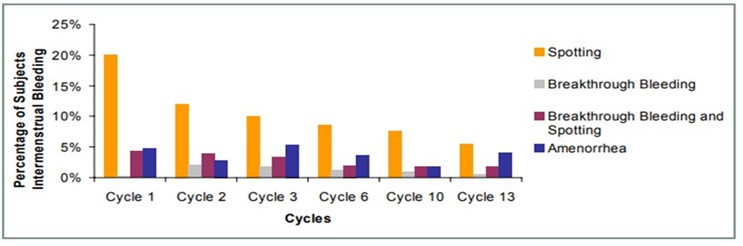 Percentage of Subjects
Intermenstrual Bleeding
25%
20%
15%
10%
5%
0%
Cycle 1 Cycle 2 Cycle 3 Cycle 6 Cycle 10 Cycle 13
Cycles
Spotting
Breakthrough Bleeding
Breakthrough Bleeding and
Spotting
Amenorrhea